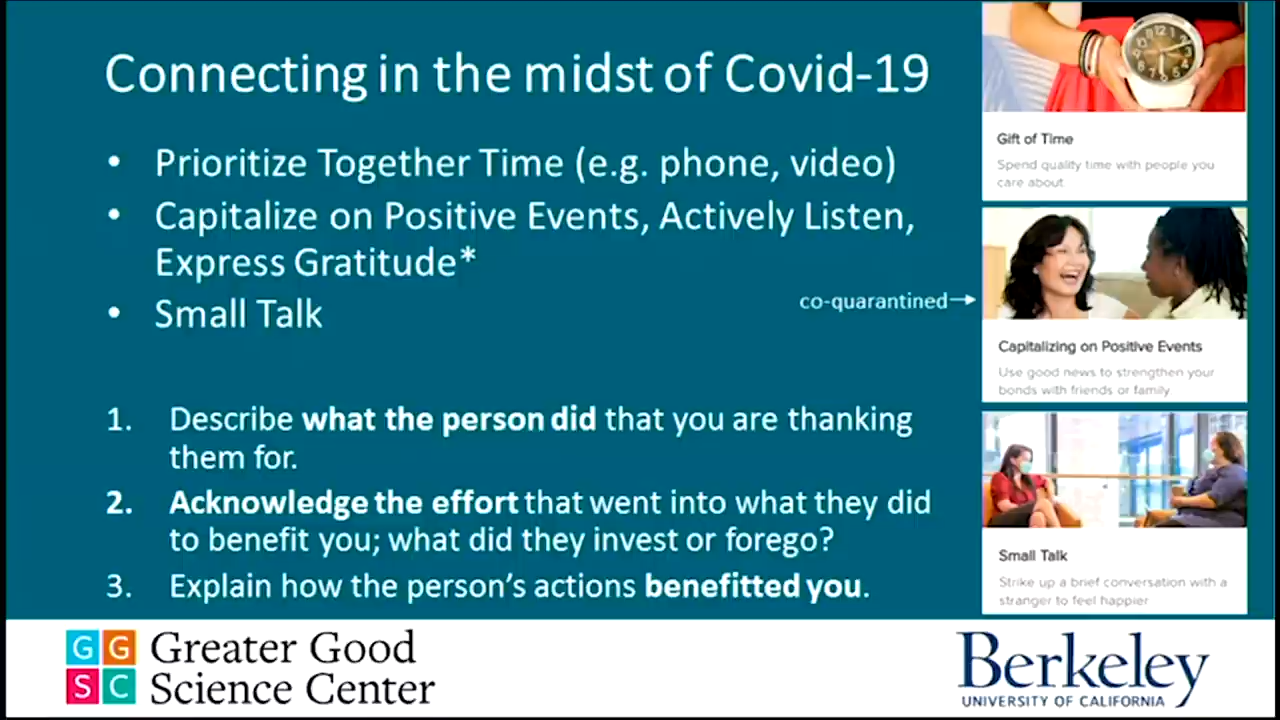 Connecting in the midst of Covid-19
• Prioritize Together Time (e.g. phone, video)
• Capitalize on Positive Events, Actively Listen,
Express Gratitude*
• Small Talk
1. Describe what the person did that you are thanking
them for.
2. Acknowledge the effort that went into what they did
to benefit you; what did they invest or forego?
3. Explain how the person's actions benefitted you.
co-quarantined
Gift of Time
Spend quality time with people you
care about
Capitalizing on Positive Events
Use good news to strengthen your
bonds with friends or family
Small Talk
Strike up a brief conversation with a
stranger to feel happier
GG
SC
Greater Good
Science Center
Berkeley
UNIVERSITY OF CALIFORNIA